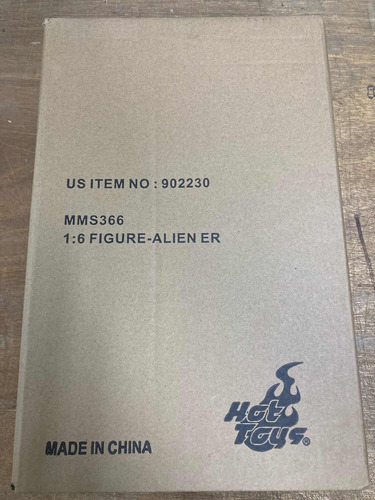 US ITEM NO : 902230
MMS366
1:6 FIGURE-ALIEN ER
Hot
Toys®
MADE IN CHINA